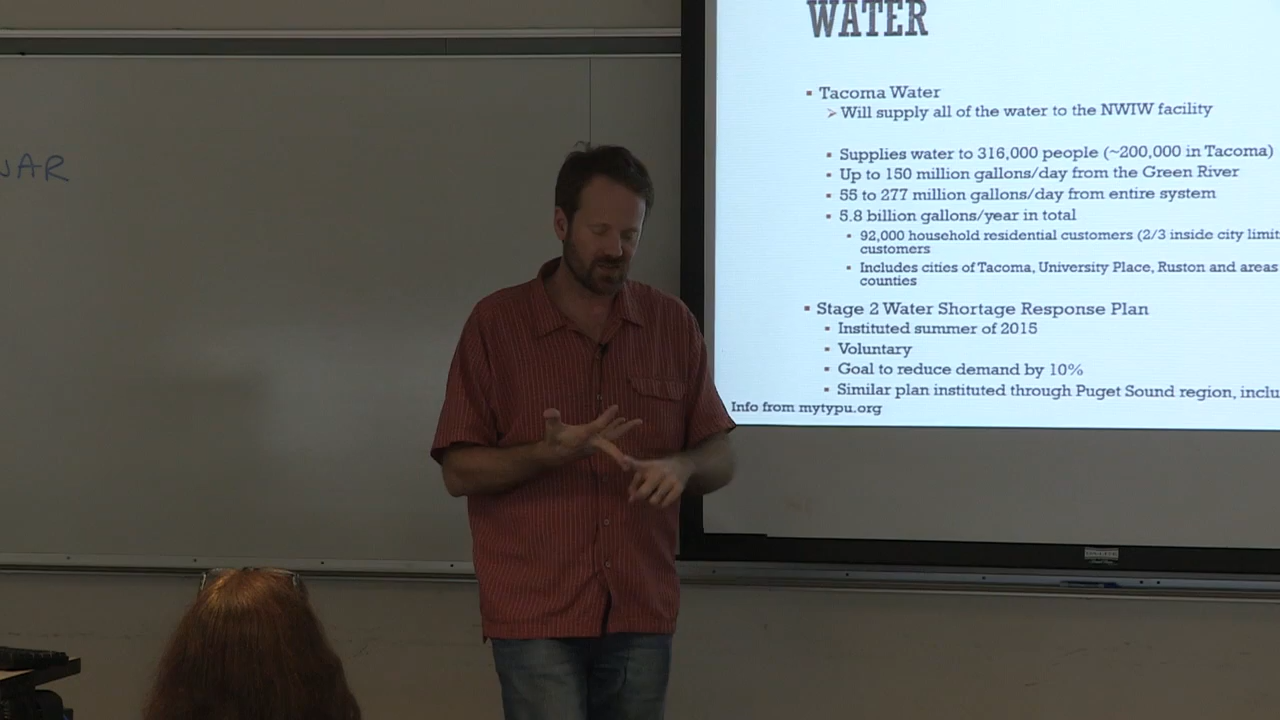 WATER
▪ Tacoma Water
➢ Will supply all of the water to the NWIW facility
▪ Supplies water to 316,000 people (~200,000 in Tacoma)
▪ Up to 150 million gallons/day from the Green River
▪ 55 to 277 million gallons/day from entire system
▪ 5.8 billion gallons/year in total
▪ 92,000 household residential customers (2/3 inside city limit
customers
▪ Includes cities of Tacoma, University Place, Ruston and areas
counties
▪ Stage 2 Water Shortage Response Plan
▪ Instituted summer of 2015
▪ Voluntary
▪ Goal to reduce demand by 10%
▪ Similar plan instituted through Puget Sound region, inclu
Info from mytypu.org
NAR